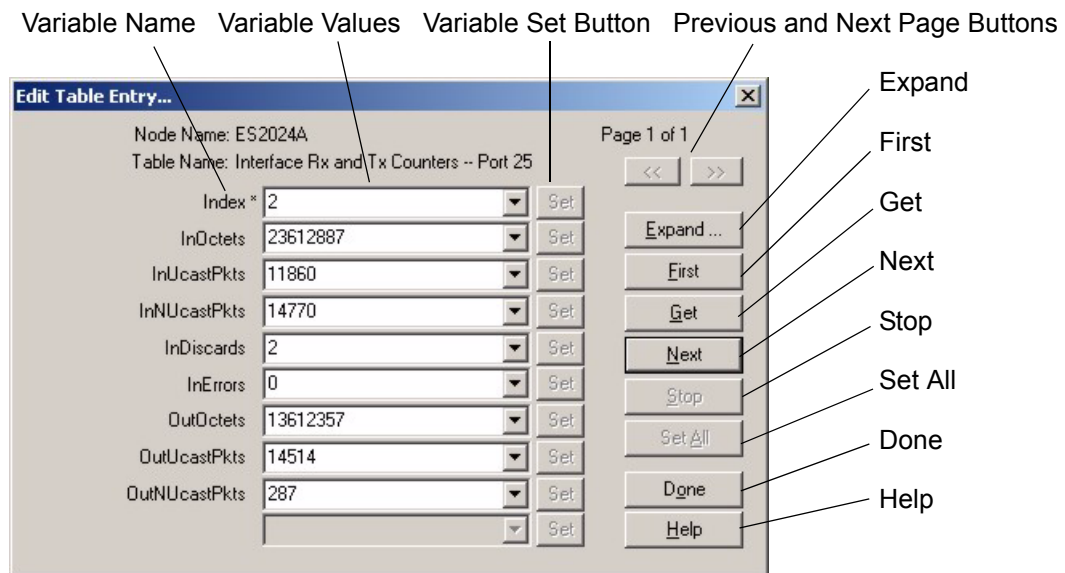 Variable Name Variable Values Variable Set Button Previous and Next Page Buttons
Edit Table Entry...
Node Name: ES2024A
Page 1 of 1
Table Name: Interface Rx and Tx Counters -- Port 25
<< >>
Index * 2 Set
InOctets 23612887 Set
InUcastPkts 11860 Set
InNUcastPkts 14770 Set
InDiscards 2 Set
InErrors 0 Set
OutOctets 13612357 Set
OutUcastPkts 14514 Set
OutNUcastPkts 287 Set
Set
Expand ...
First
Get
Next
Stop
Set All
Done
Help
Expand
First
Get
Next
Stop
Set All
Done
Help